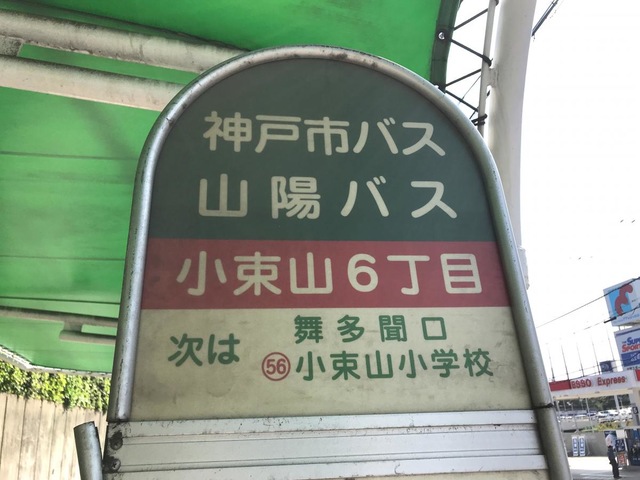 神戸市バス
山陽バス
小束山6丁目
次は 舞多聞口
56 小束山小学校
ESSO Express